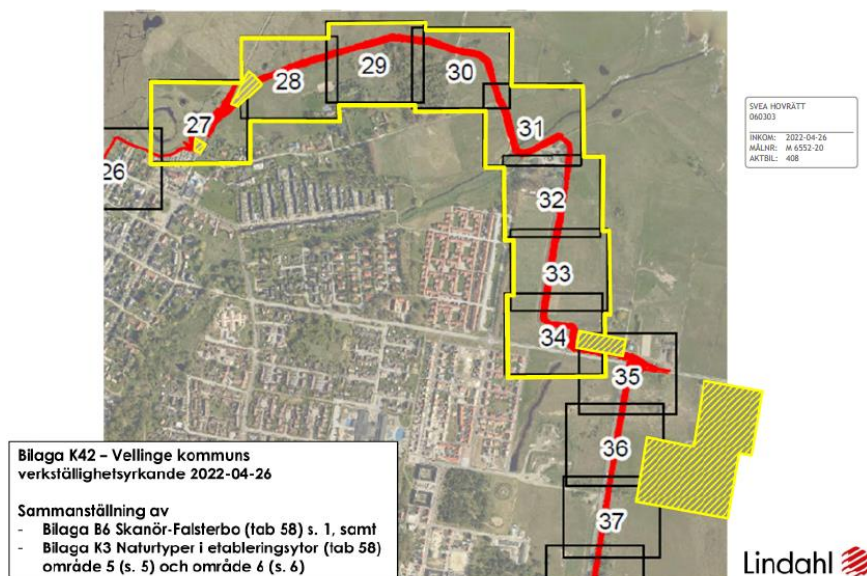 28
29
30
27
31
26
32
33
34
35
36
37
SVEA HOVRÄTT
060303
INKOM: 2022-04-26
MÅLNR: M 6552-20
AKTBIL: 408
Bilaga K42 – Vellinge kommuns
verkställighetsyrkande 2022-04-26
Sammanställning av
- Bilaga B6 Skanör-Falsterbo (tab 58) s. 1, samt
- Bilaga K3 Naturtyper i etableringsytor (tab 58)
område 5 (s. 5) och område 6 (s. 6)
Lindahl